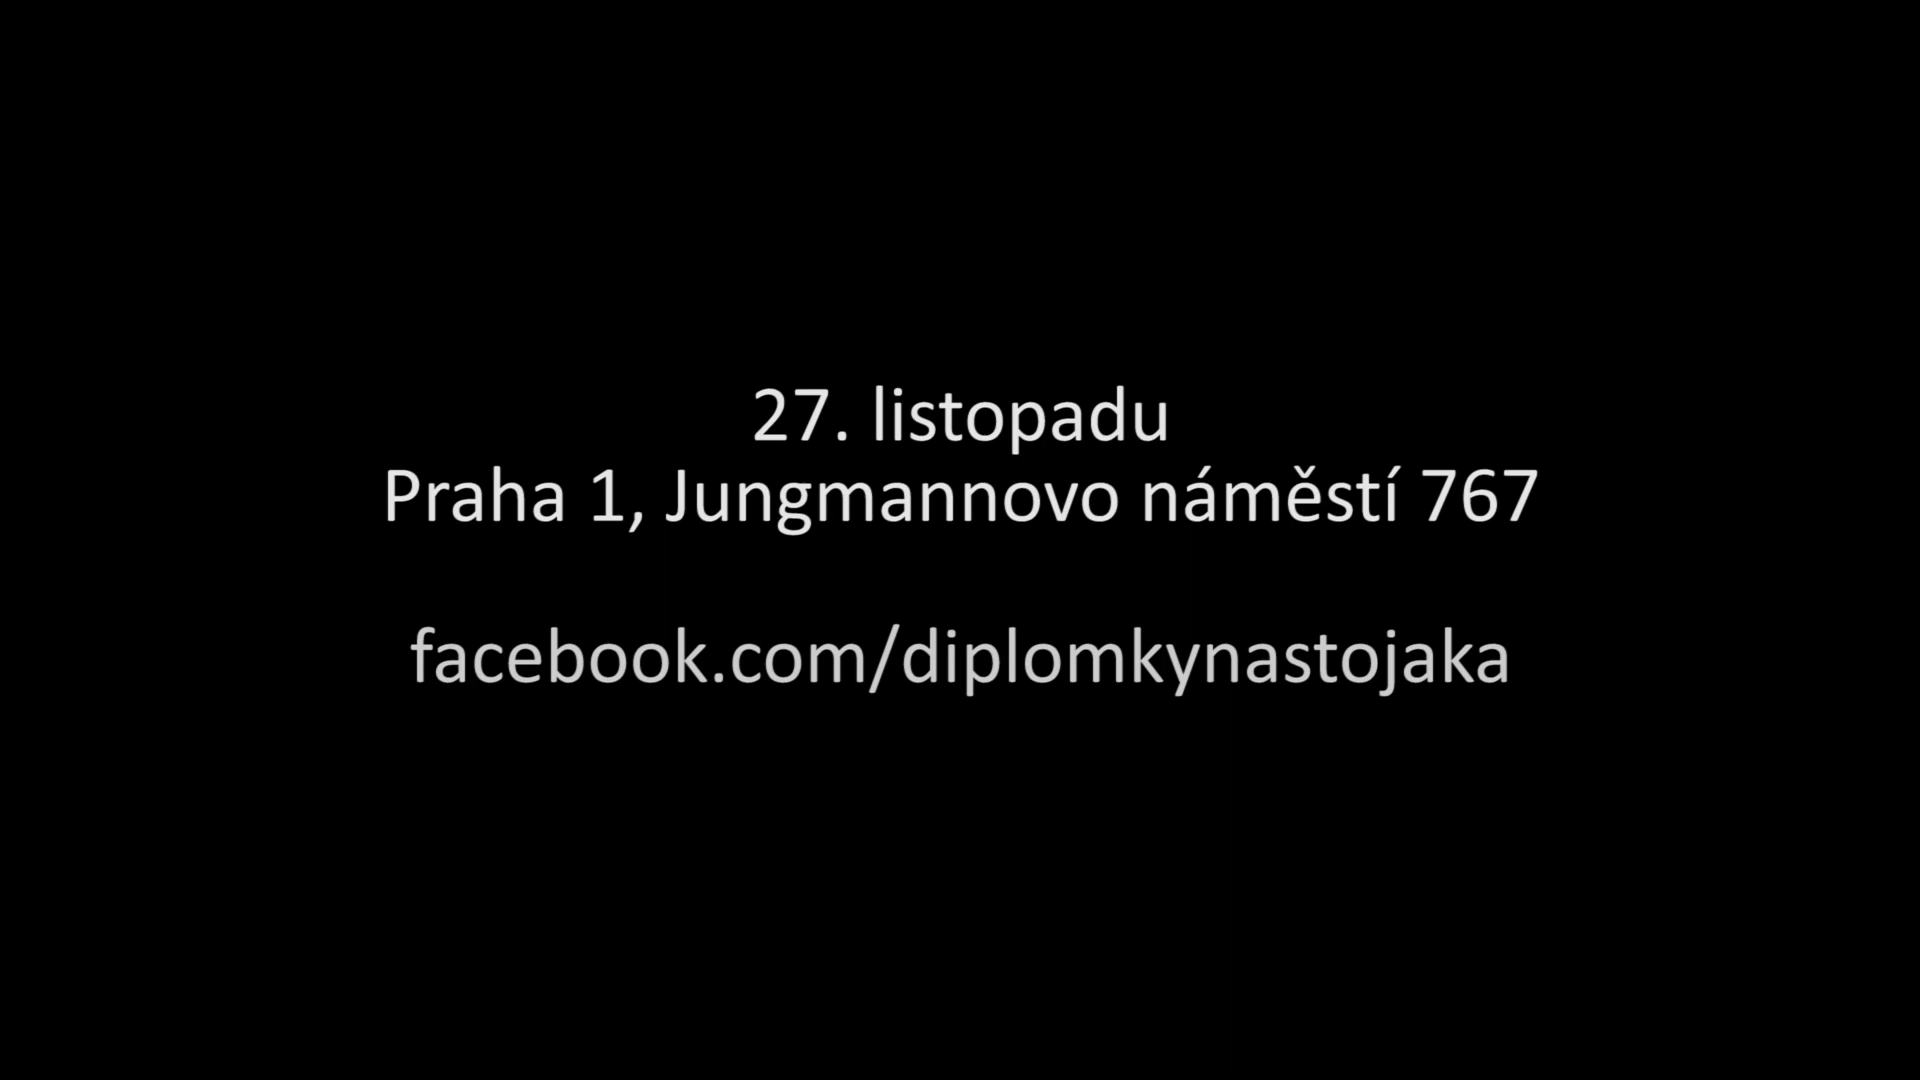 27. listopadu
Praha 1, Jungmannovo náměstí 767
facebook.com/diplomkynastojaka